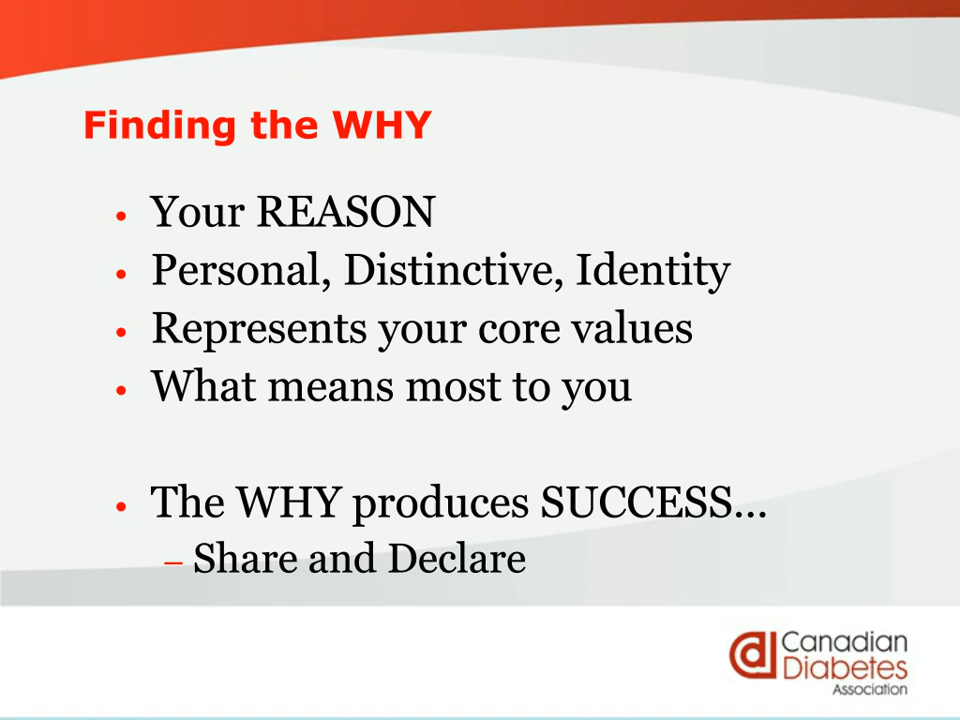 Finding the WHY
• Your REASON
• Personal, Distinctive, Identity
• Represents your core values
• What means most to you
• The WHY produces SUCCESS...
– Share and Declare
Canadian
Diabetes
Association